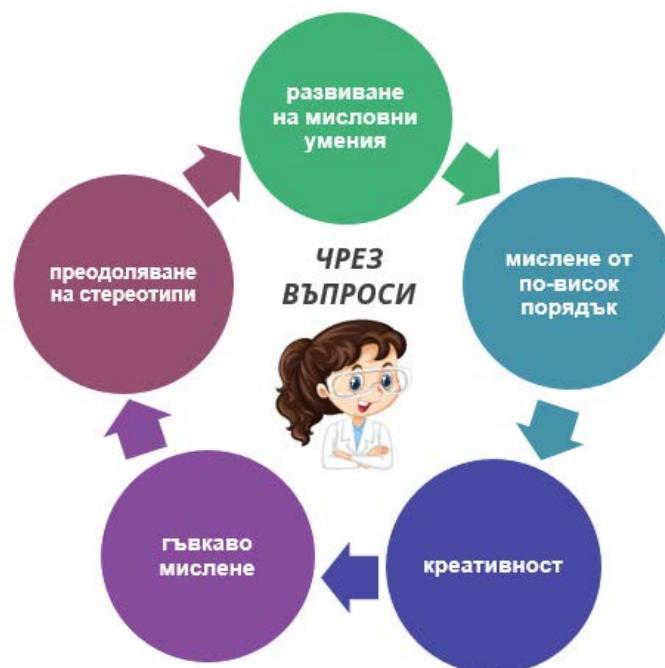 развиване
на мисловни
умения
мислене от
по-висок
порядък
креативност
гъвкаво
мислене
преодоляване
на стереотипи
ЧРЕЗ
ВЪПРОСИ